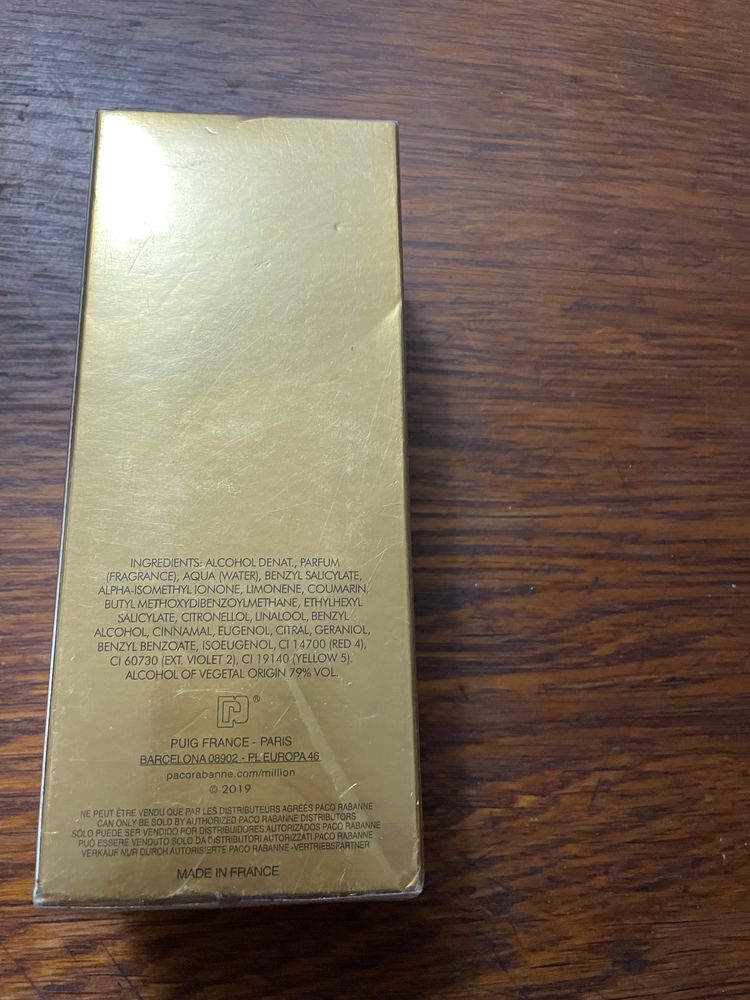 INGREDIENTS: ALCOHOL DENAT., PARFUM
(FRAGRANCE), AQUA (WATER), BENZYL SALICYLATE,
ALPHA-ISOMETHYL IONONE, LIMONENE, COUMARIN,
BUTYL METHOXYDIBENZOYLMETHANE, ETHYLHEXYL
SALICYLATE, CITRONELLOL, LINALOOL, BENZYL
ALCOHOL, CINNAMAL, EUGENOL, CITRAL, GERANIOL,
BENZYL BENZOATE, ISOEUGENOL, CI 14700 (RED 4),
CI 60730 (EXT. VIOLET 2), CI 19140 (YELLOW 5).
ALCOHOL OF VEGETAL ORIGIN 79% VOL.
®
PUIG FRANCE - PARIS
BARCELONA 08902 - PL EUROPA 46
pacorabanne.com/million
© 2019
NE PEUT ÊTRE VENDU QUE PAR LES DISTRIBUTEURS AGRÉÉS PACO RABANNE
CAN ONLY BE SOLD BY AUTHORIZED PACO RABANNE DISTRIBUTORS
SÓLO PUEDE SER VENDIDO POR DISTRIBUIDORES AUTORIZADOS PACO RABANNE
PUÒ ESSERE VENDUTO SOLO DA DISTRIBUTORI AUTORIZZATI PACO RABANNE
VERKAUF NUR DURCH AUTORISIERTE PACO RABANNE-VERTRIEBSPARTNER
MADE IN FRANCE